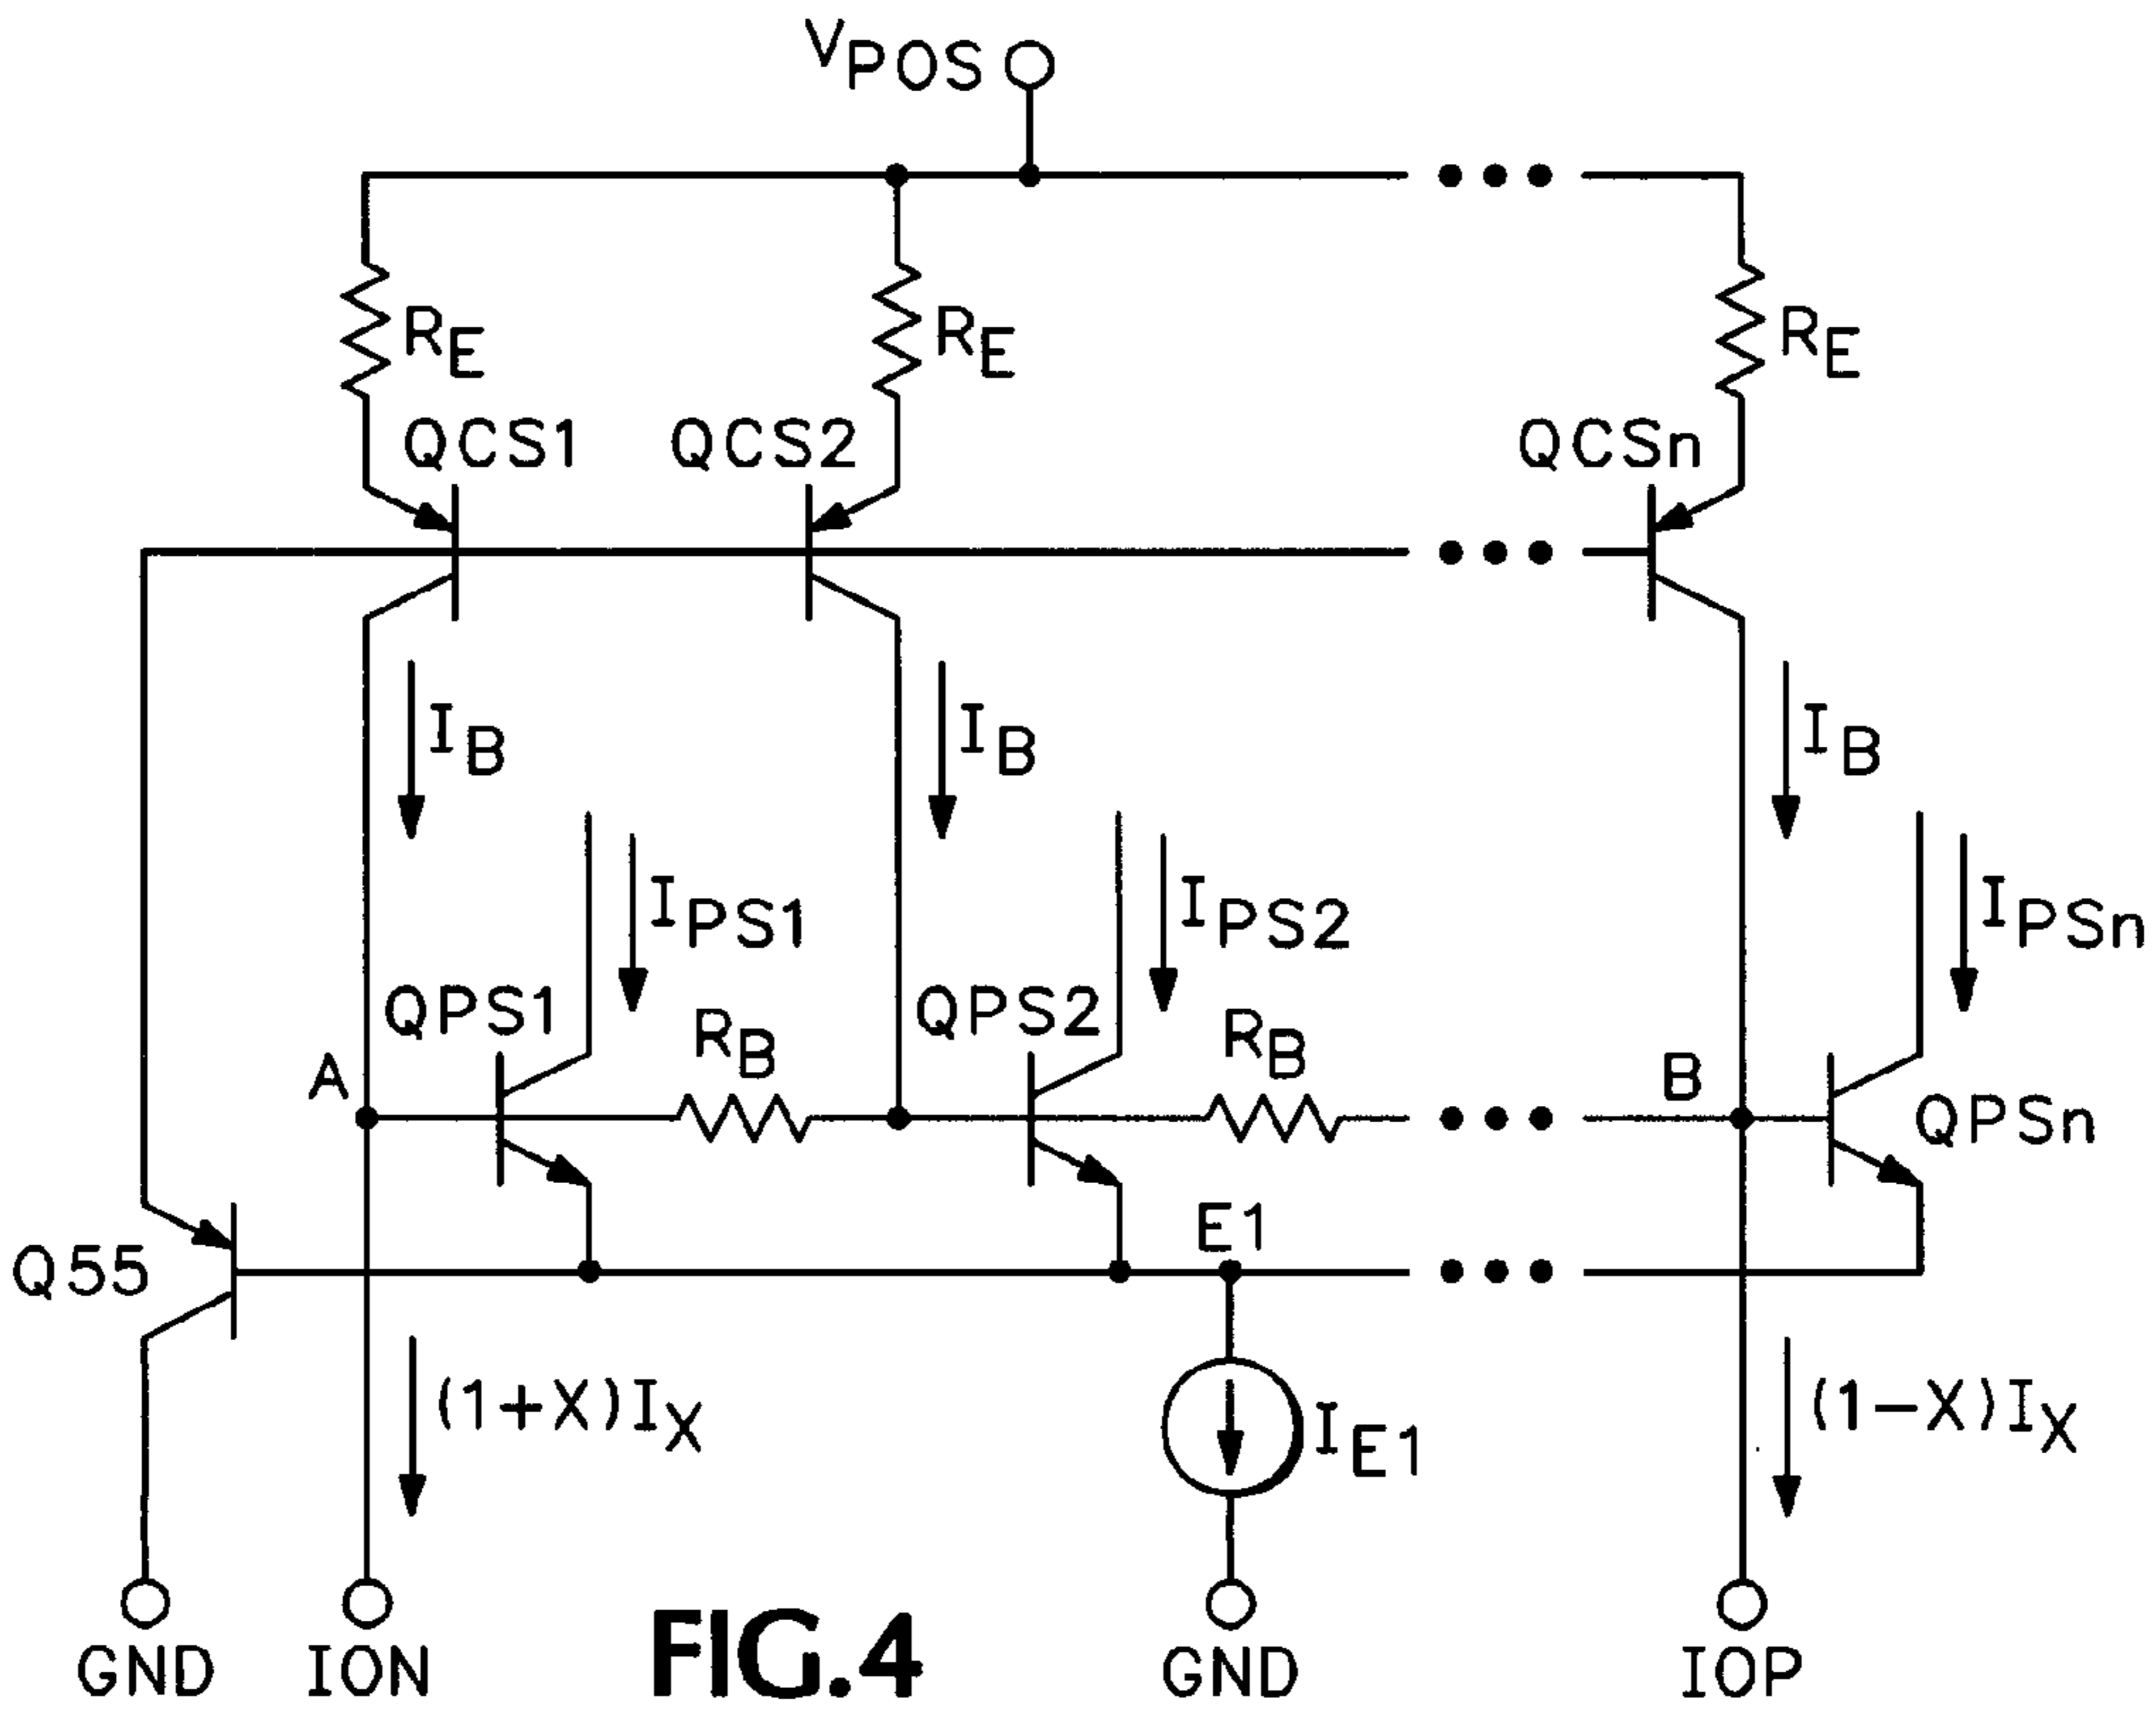 VPOS
RE RE RE
QCS1 QCS2 QCSn
IB IB IB
IPS1 IPS2 IPSn
QPS1 RB QPS2 RB
A B QPSn
E1
Q55
(1+X)IX IE1 (1−X)IX
GND ION GND IOP
FIG.4